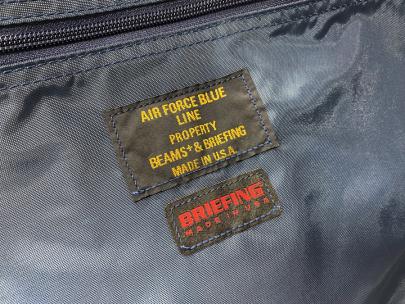 AIR FORCE BLUE
LINE
PROPERTY
BEAMS+ & BRIEFING
MADE IN U.S.A.
BRIEFING
MADE IN USA